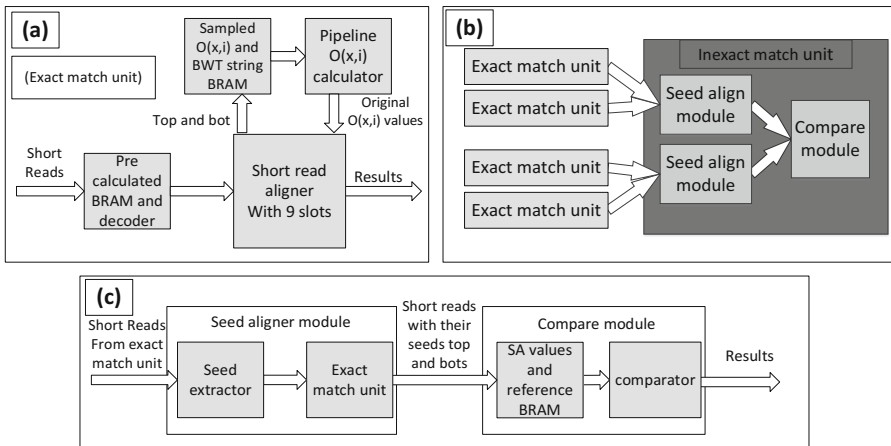 (a)
(Exact match unit)
Sampled
O(x,i) and
BWT string
BRAM
Pipeline
O(x,i)
calculator
Top and bot
Original
O(x,i) values
Short
Reads
Pre
calculated
BRAM and
decoder
Short read
aligner
With 9 slots
Results
(b)
Inexact match unit
Exact match unit
Exact match unit
Exact match unit
Exact match unit
Seed align
module
Seed align
module
Compare
module
(c)
Short Reads
From exact
match unit
Seed aligner module
Seed
extractor
Exact
match unit
Short reads
with their
seeds top
and bots
Compare module
SA values
and
reference
BRAM
comparator
Results